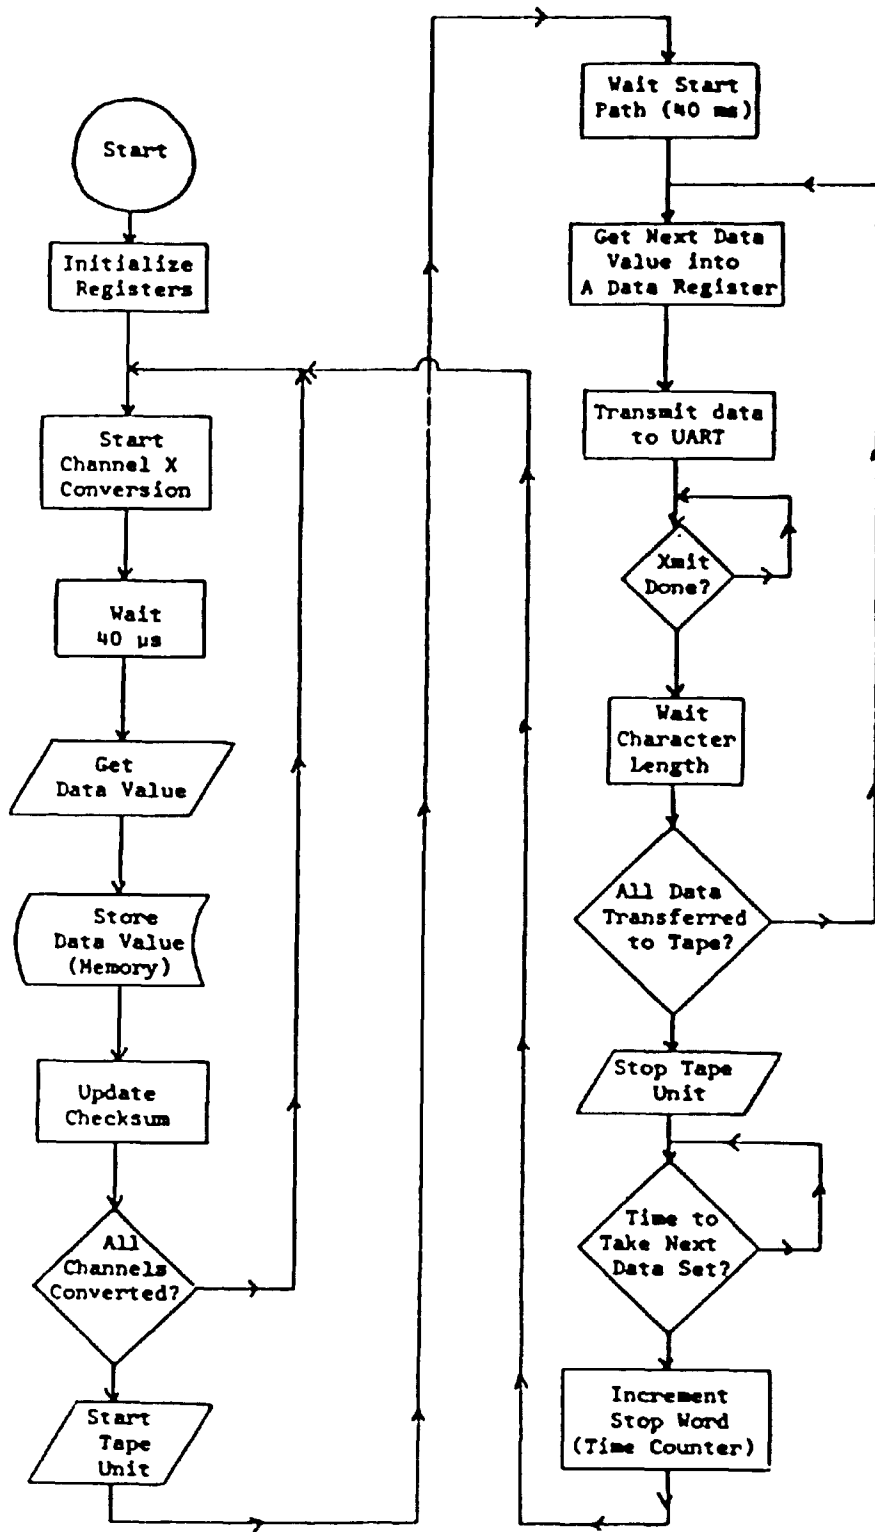 Start
Initialize
Registers
Start
Channel X
Conversion
Wait
40 µs
Get
Data Value
Store
Data Value
(Memory)
Update
Checksum
All
Channels
Converted?
Start
Tape
Unit
Wait Start
Path (40 ms)
Get Next Data
Value into
A Data Register
Transmit data
to UART
Xmit
Done?
Wait
Character
Length
All Data
Transferred
to Tape?
Stop Tape
Unit
Time to
Take Next
Data Set?
Increment
Stop Word
(Time Counter)